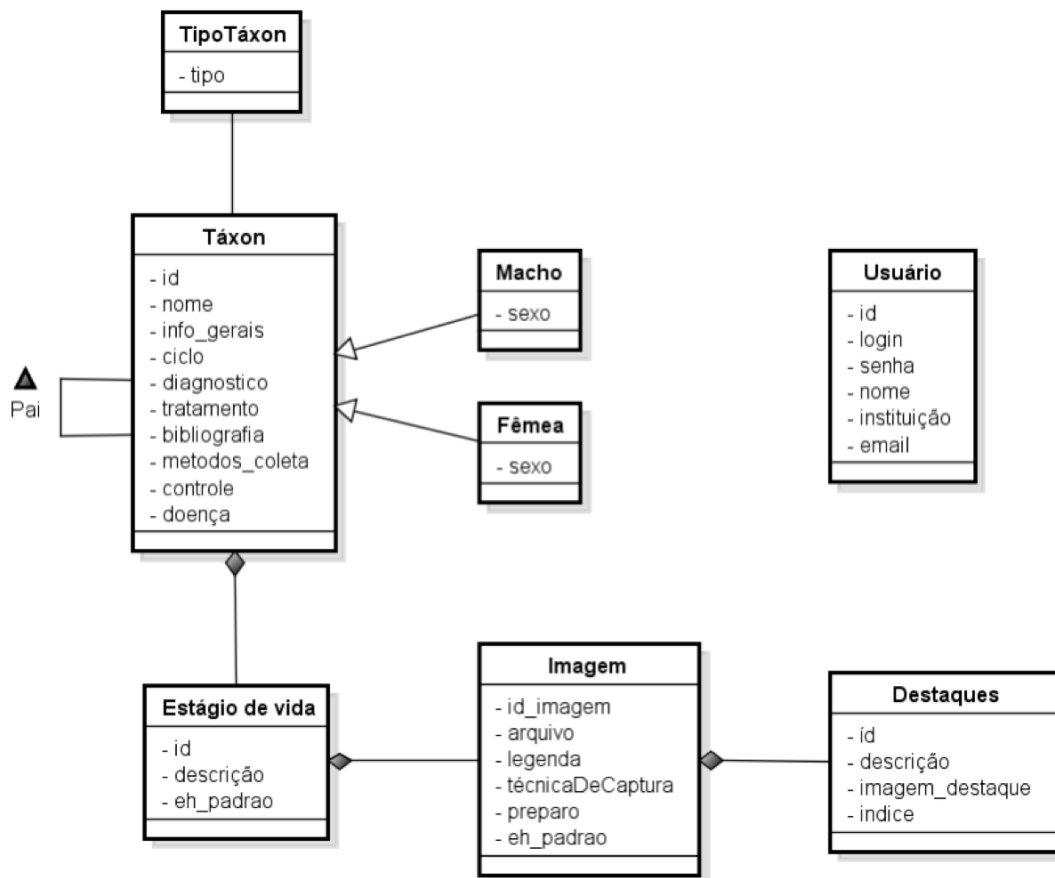 TipoTáxon
- tipo
Táxon
- id
- nome
- info_gerais
- ciclo
- diagnostico
- tratamento
- bibliografia
- metodos_coleta
- controle
- doença
Pai
Macho
- sexo
Fêmea
- sexo
Usuário
- id
- login
- senha
- nome
- instituição
- email
Estágio de vida
- id
- descrição
- eh_padrao
Imagem
- id_imagem
- arquivo
- legenda
- técnicaDeCaptura
- preparo
- eh_padrao
Destaques
- íd
- descrição
- imagem_destaque
- indice